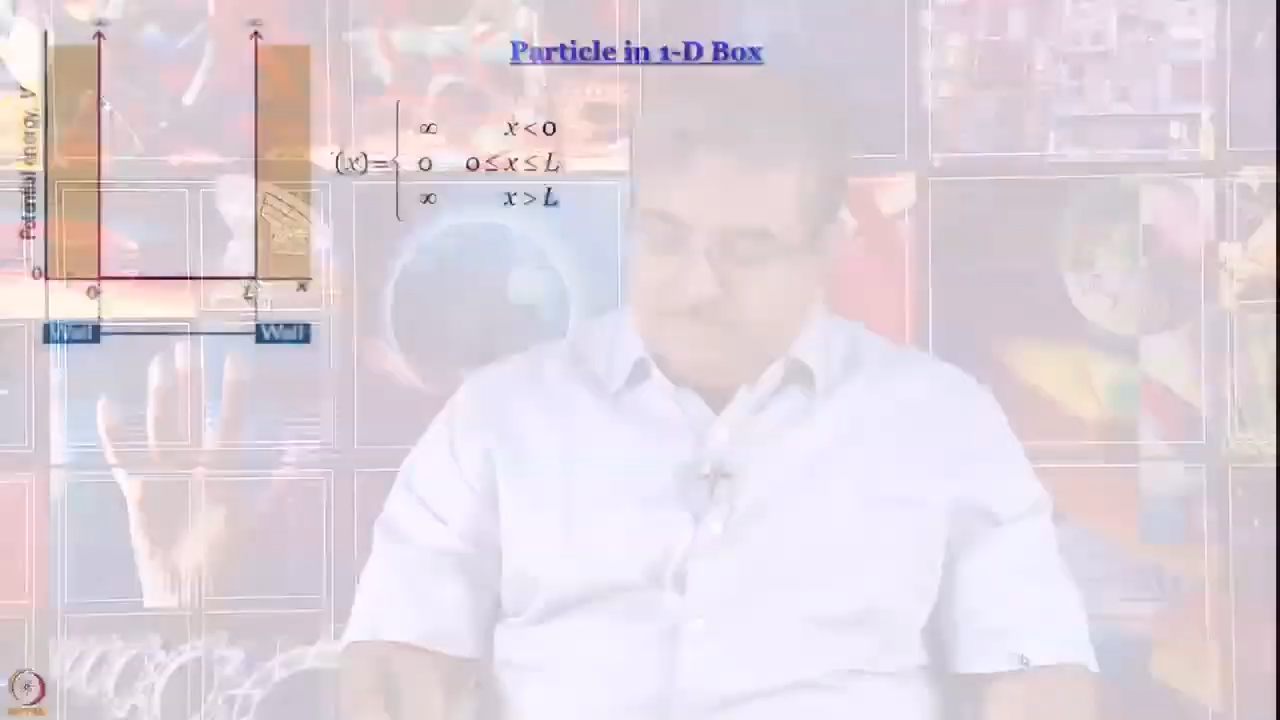 Particle in 1-D Box
∞ x < 0
(x)= 0 0 ≤ x ≤ L
∞ x > L
Potential energy, V
∞ ∞
0
0 L x
Wall Wall